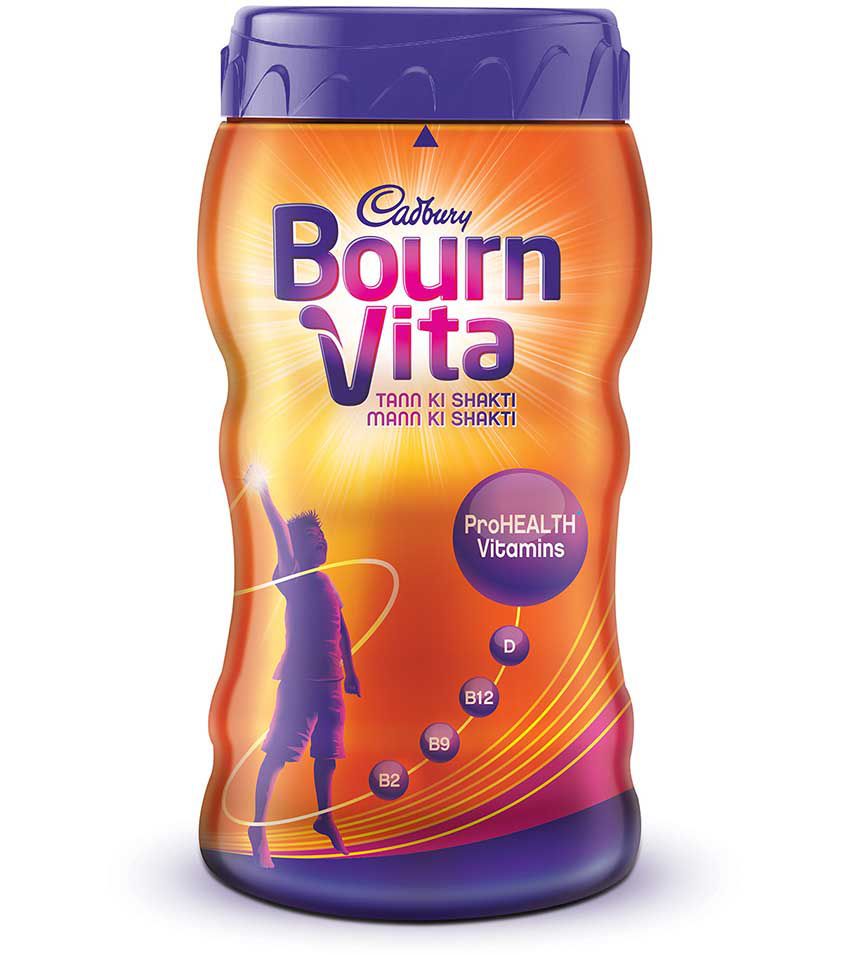 Cadbury
Bourn
Vita
TANN KI SHAKTI
MANN KI SHAKTI
ProHEALTH*
Vitamins
D
B12
B9
B2